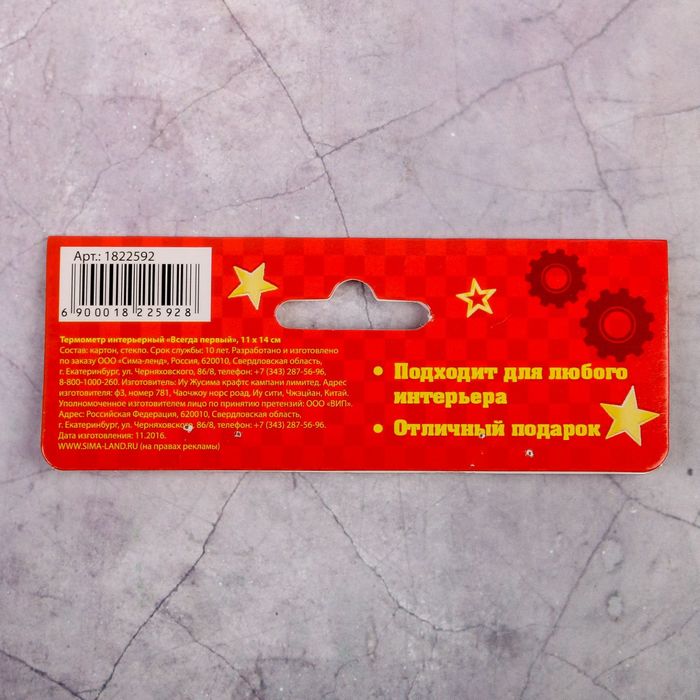 Арт.: 1822592
6 900018 225928
Термометр интерьерный «Всегда первый», 11 х 14 см
Состав: картон, стекло. Срок службы: 10 лет. Разработано и изготовлено
по заказу ООО «Сима-ленд», Россия, 620010, Свердловская область,
г. Екатеринбург, ул. Черняховского, 86/8, телефон: +7 (343) 287-56-96,
8-800-1000-260. Изготовитель: Иу Жусима крафтс кампани лимитед. Адрес
изготовителя: ф3, номер 781, Чаочжоу норс роад, Иу сити, Чжэцйан, Китай.
Уполномоченное изготовителем лицо по принятию претензий: ООО «ВИП».
Адрес: Российская Федерация, 620010, Свердловская область,
г. Екатеринбург, ул. Черняховского, 86/8, телефон: +7 (343) 287-56-96.
Дата изготовления: 11.2016.
WWW.SIMA-LAND.RU (на правах рекламы)
• Подходит для любого
интерьера
• Отличный подарок